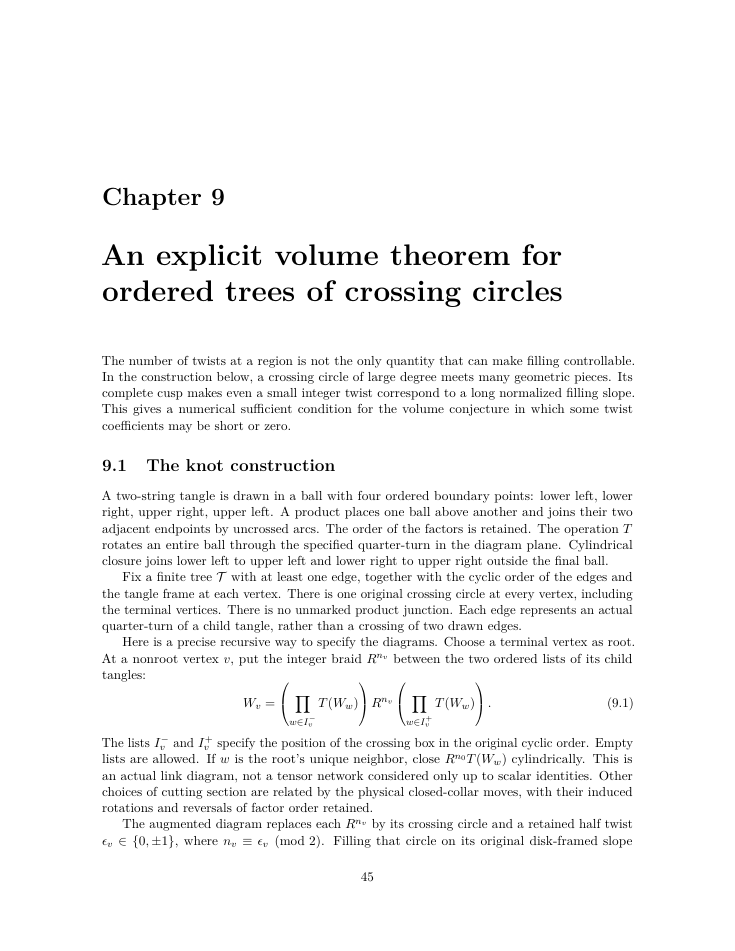 Chapter 9
An explicit volume theorem for
ordered trees of crossing circles
The number of twists at a region is not the only quantity that can make filling controllable.
In the construction below, a crossing circle of large degree meets many geometric pieces. Its
complete cusp makes even a small integer twist correspond to a long normalized filling slope.
This gives a numerical sufficient condition for the volume conjecture in which some twist
coefficients may be short or zero.
9.1 The knot construction
A two-string tangle is drawn in a ball with four ordered boundary points: lower left, lower
right, upper right, upper left. A product places one ball above another and joins their two
adjacent endpoints by uncrossed arcs. The order of the factors is retained. The operation T
rotates an entire ball through the specified quarter-turn in the diagram plane. Cylindrical
closure joins lower left to upper left and lower right to upper right outside the final ball.
Fix a finite tree 𝒯 with at least one edge, together with the cyclic order of the edges and
the tangle frame at each vertex. There is one original crossing circle at every vertex, including
the terminal vertices. There is no unmarked product junction. Each edge represents an actual
quarter-turn of a child tangle, rather than a crossing of two drawn edges.
Here is a precise recursive way to specify the diagrams. Choose a terminal vertex as root.
At a nonroot vertex v, put the integer braid R^{n_v} between the two ordered lists of its child
tangles:
W_v = (∏_{w∈I_v^-} T(W_w)) R^{n_v} (∏_{w∈I_v^+} T(W_w)). (9.1)
The lists I_v^- and I_v^+ specify the position of the crossing box in the original cyclic order. Empty
lists are allowed. If w is the root's unique neighbor, close R^{n_0}T(W_w) cylindrically. This is
an actual link diagram, not a tensor network considered only up to scalar identities. Other
choices of cutting section are related by the physical closed-collar moves, with their induced
rotations and reversals of factor order retained.
The augmented diagram replaces each R^{n_v} by its crossing circle and a retained half twist
ϵ_v ∈ {0, ±1}, where n_v ≡ ϵ_v (mod 2). Filling that circle on its original disk-framed slope
45